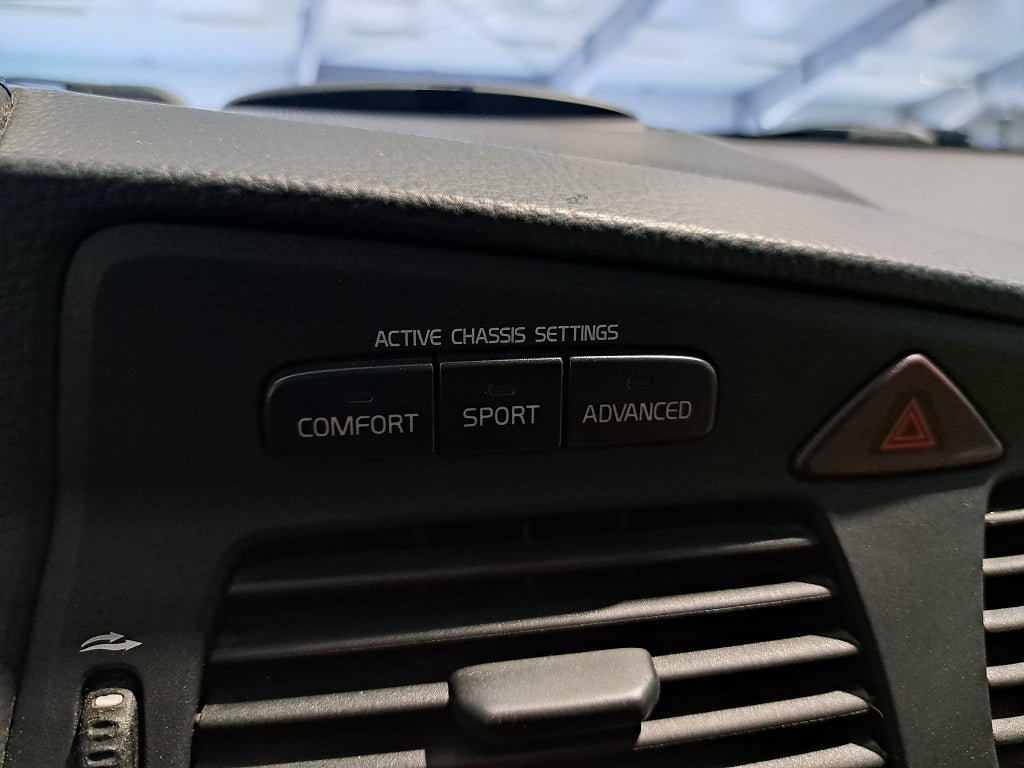 ACTIVE CHASSIS SETTINGS
COMFORT SPORT ADVANCED